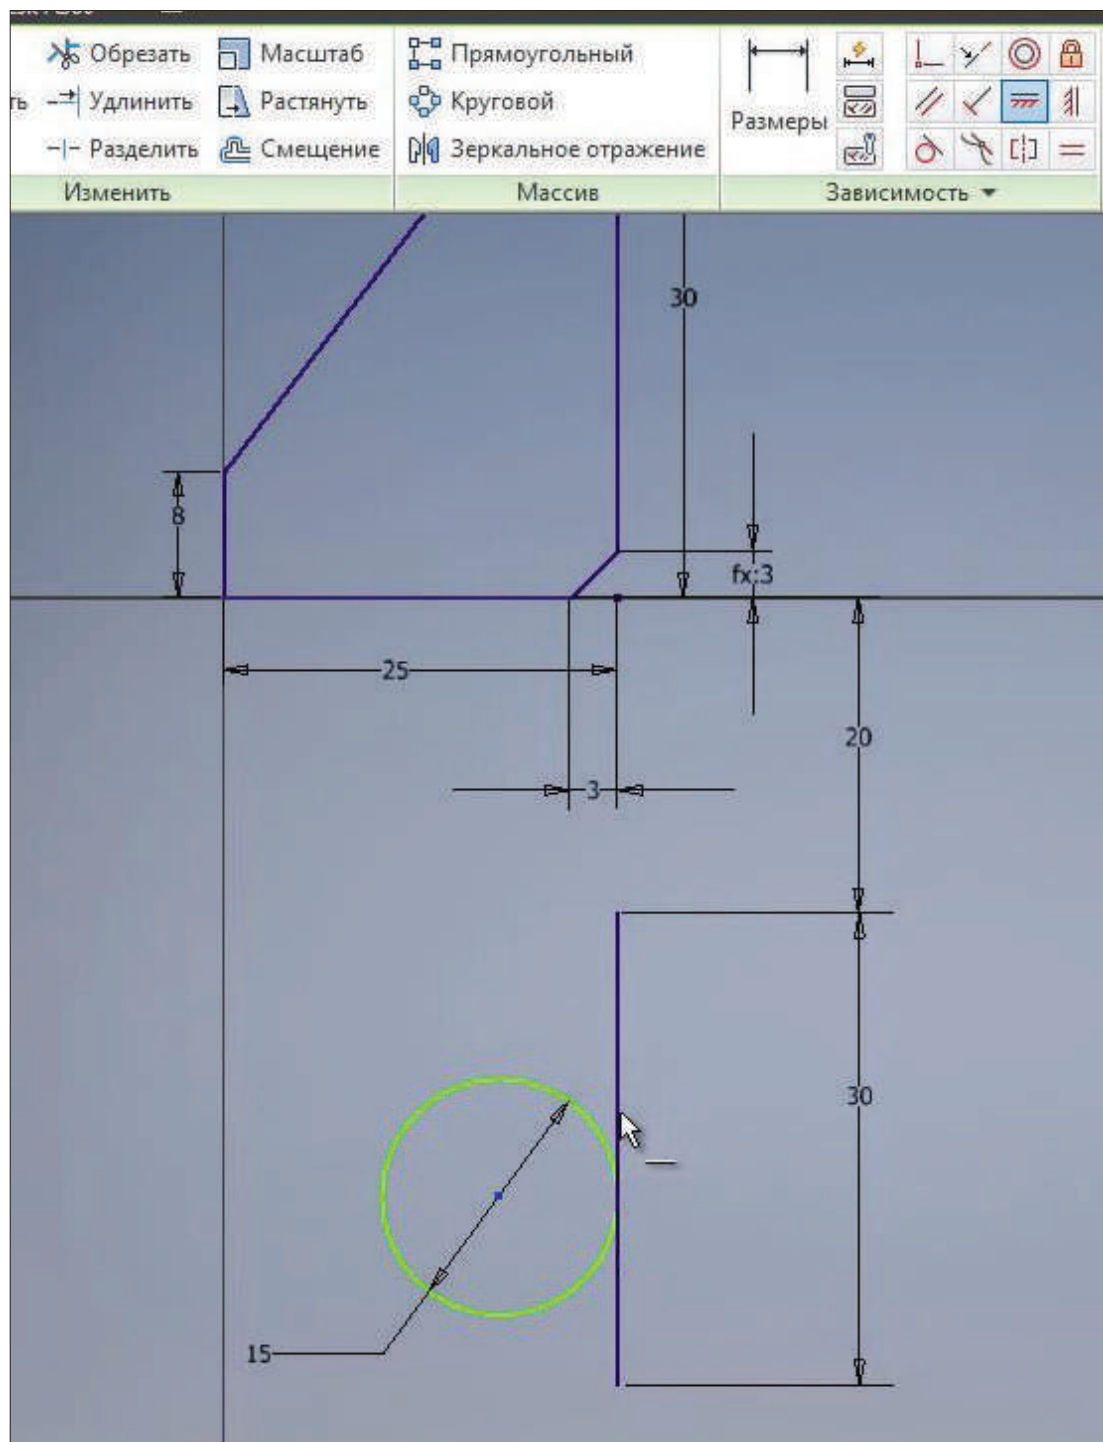 Обрезать Масштаб Прямоугольный
Удлинить Растянуть Круговой Размеры
Разделить Смещение Зеркальное отражение
Изменить Массив Зависимость
30
8
fx:3
25
20
3
30
15